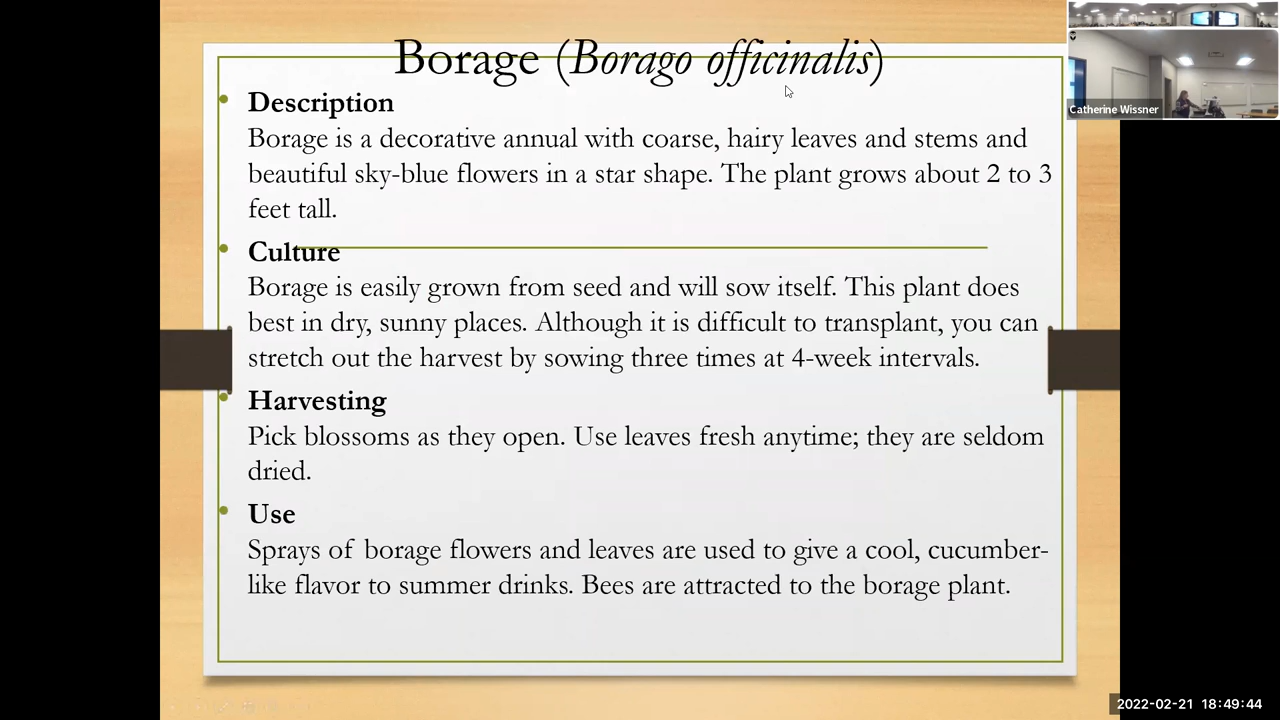 Borage (Borago officinalis)
Description
Borage is a decorative annual with coarse, hairy leaves and stems and
beautiful sky-blue flowers in a star shape. The plant grows about 2 to 3
feet tall.
Culture
Borage is easily grown from seed and will sow itself. This plant does
best in dry, sunny places. Although it is difficult to transplant, you can
stretch out the harvest by sowing three times at 4-week intervals.
Harvesting
Pick blossoms as they open. Use leaves fresh anytime; they are seldom
dried.
Use
Sprays of borage flowers and leaves are used to give a cool, cucumber-
like flavor to summer drinks. Bees are attracted to the borage plant.
Catherine Wissner
2022-02-21 18:49:44